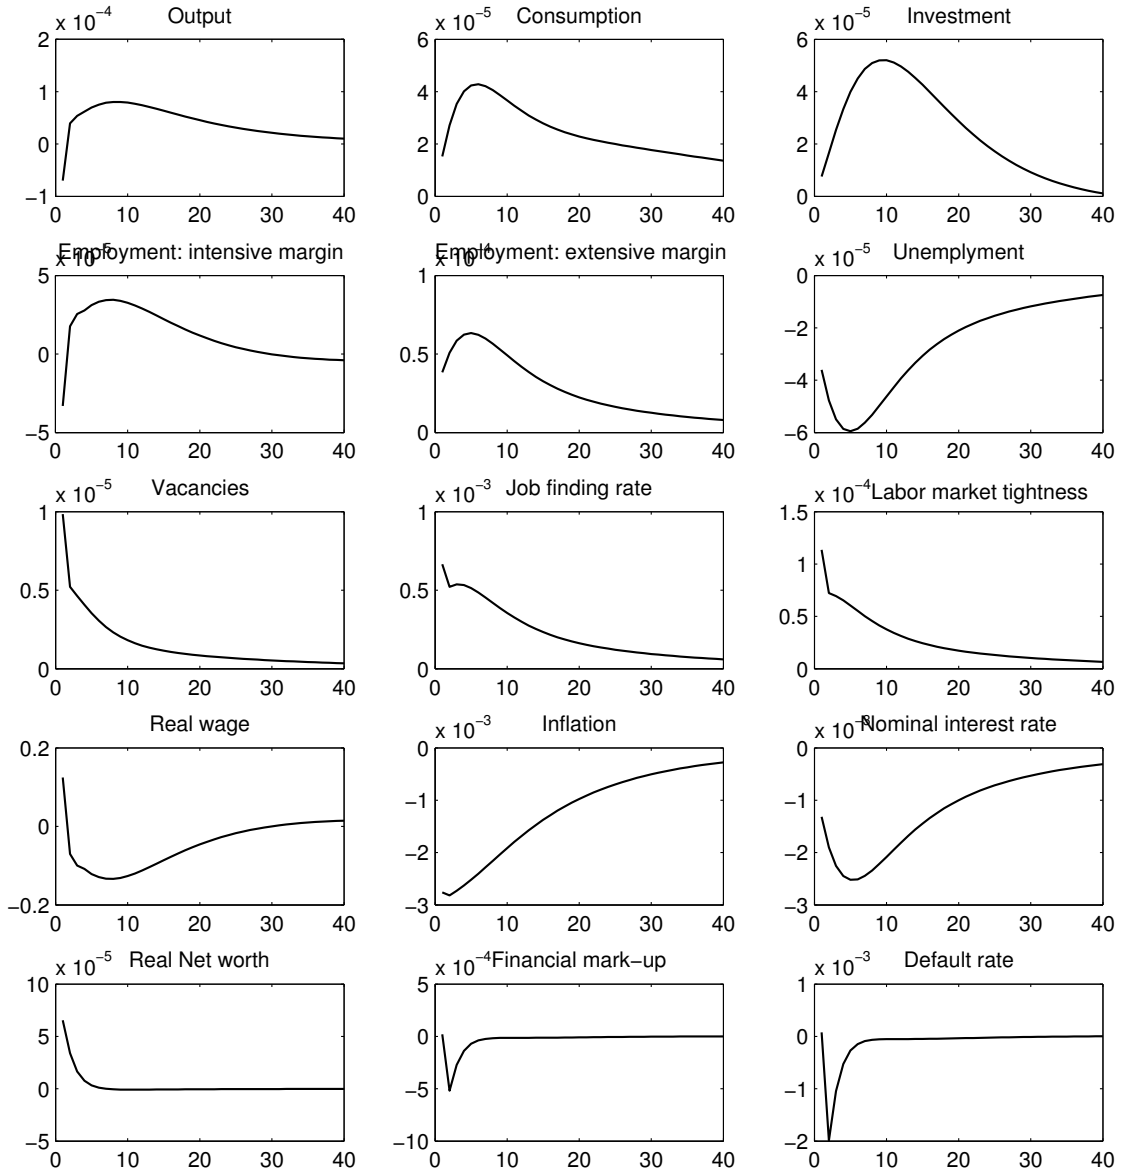 x 10−4 Output
2
1
0
−1
0 10 20 30 40
x 10−5 Consumption
6
4
2
0
0 10 20 30 40
x 10−5 Investment
6
4
2
0
0 10 20 30 40
x 10−5 Employment: intensive margin
5
0
−5
0 10 20 30 40
x 10−4 Employment: extensive margin
1
0.5
0
0 10 20 30 40
x 10−5 Unemplyment
0
−2
−4
−6
0 10 20 30 40
x 10−5 Vacancies
1
0.5
0
0 10 20 30 40
x 10−3 Job finding rate
1
0.5
0
0 10 20 30 40
x 10−4 Labor market tightness
1.5
1
0.5
0
0 10 20 30 40
Real wage
0.2
0
−0.2
0 10 20 30 40
x 10−3 Inflation
0
−1
−2
−3
0 10 20 30 40
x 10 Nominal interest rate
0
−1
−2
−3
0 10 20 30 40
x 10−5 Real Net worth
10
5
0
−5
0 10 20 30 40
x 10−4 Financial mark−up
5
0
−5
−10
0 10 20 30 40
x 10−3 Default rate
1
0
−1
−2
0 10 20 30 40